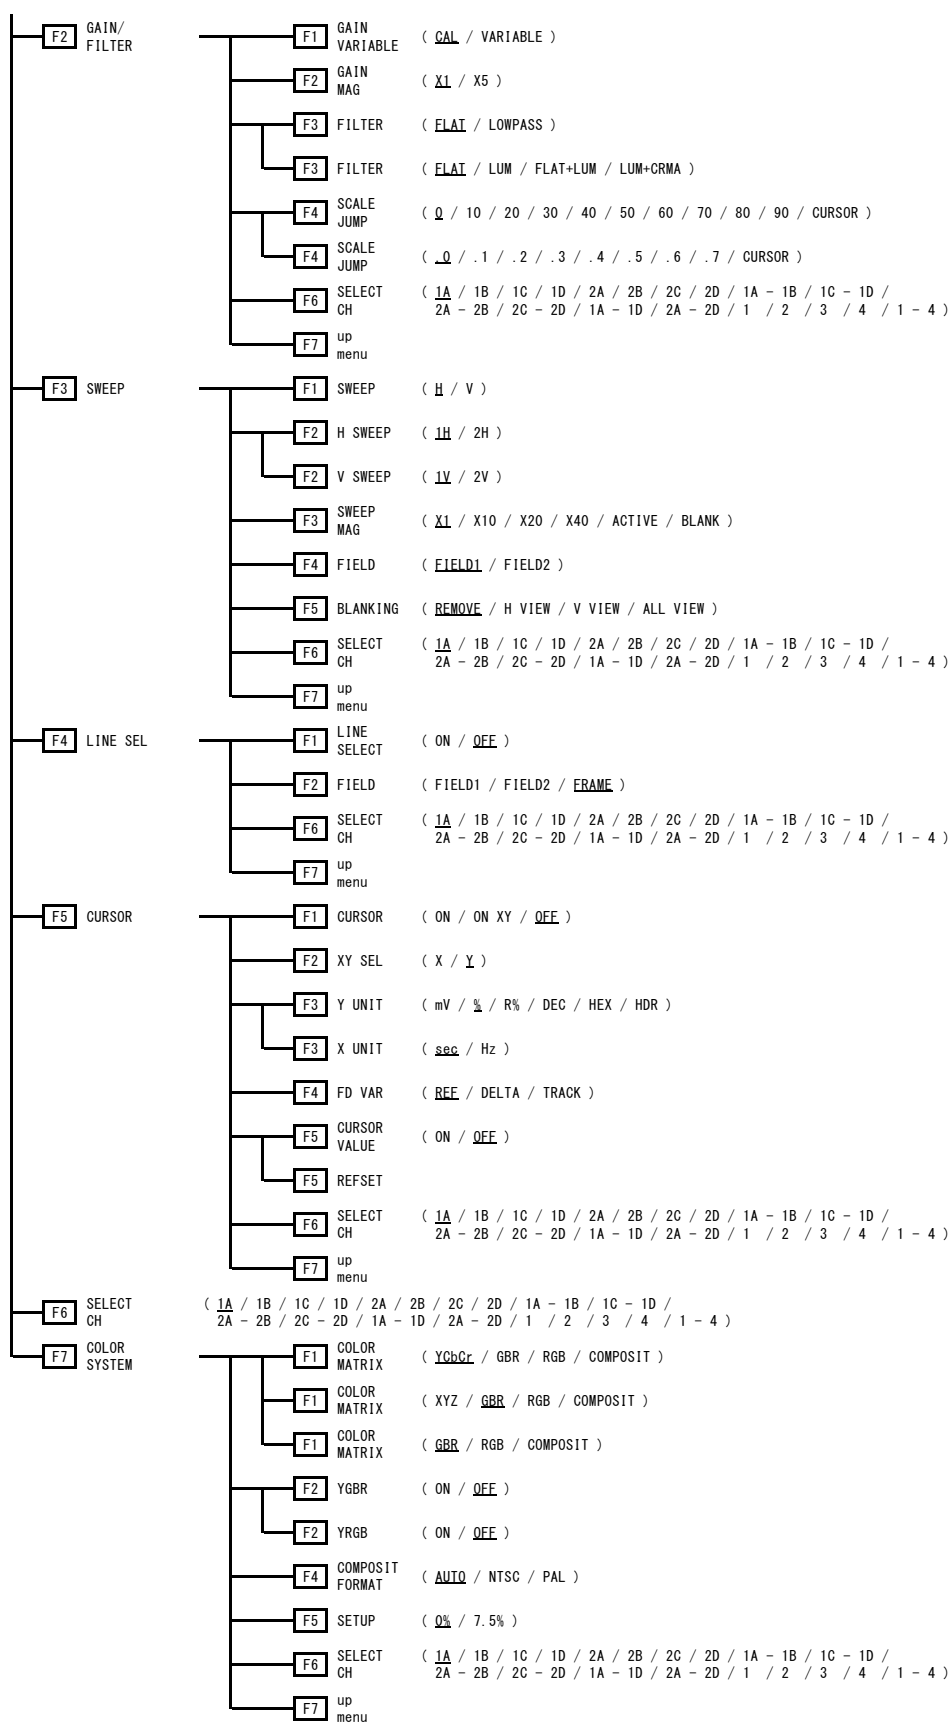 F2 GAIN/
FILTER
F1 GAIN
VARIABLE ( CAL / VARIABLE )
F2 GAIN
MAG ( X1 / X5 )
F3 FILTER ( FLAT / LOWPASS )
F3 FILTER ( FLAT / LUM / FLAT+LUM / LUM+CRMA )
F4 SCALE
JUMP ( 0 / 10 / 20 / 30 / 40 / 50 / 60 / 70 / 80 / 90 / CURSOR )
F4 SCALE
JUMP ( .0 / .1 / .2 / .3 / .4 / .5 / .6 / .7 / CURSOR )
F6 SELECT ( 1A / 1B / 1C / 1D / 2A / 2B / 2C / 2D / 1A - 1B / 1C - 1D /
CH 2A - 2B / 2C - 2D / 1A - 1D / 2A - 2D / 1 / 2 / 3 / 4 / 1 - 4 )
F7 up
menu
F3 SWEEP
F1 SWEEP ( H / V )
F2 H SWEEP ( 1H / 2H )
F2 V SWEEP ( 1V / 2V )
F3 SWEEP
MAG ( X1 / X10 / X20 / X40 / ACTIVE / BLANK )
F4 FIELD ( FIELD1 / FIELD2 )
F5 BLANKING ( REMOVE / H VIEW / V VIEW / ALL VIEW )
F6 SELECT ( 1A / 1B / 1C / 1D / 2A / 2B / 2C / 2D / 1A - 1B / 1C - 1D /
CH 2A - 2B / 2C - 2D / 1A - 1D / 2A - 2D / 1 / 2 / 3 / 4 / 1 - 4 )
F7 up
menu
F4 LINE SEL
F1 LINE
SELECT ( ON / OFF )
F2 FIELD ( FIELD1 / FIELD2 / FRAME )
F6 SELECT ( 1A / 1B / 1C / 1D / 2A / 2B / 2C / 2D / 1A - 1B / 1C - 1D /
CH 2A - 2B / 2C - 2D / 1A - 1D / 2A - 2D / 1 / 2 / 3 / 4 / 1 - 4 )
F7 up
menu
F5 CURSOR
F1 CURSOR ( ON / ON XY / OFF )
F2 XY SEL ( X / Y )
F3 Y UNIT ( mV / % / R% / DEC / HEX / HDR )
F3 X UNIT ( sec / Hz )
F4 FD VAR ( REF / DELTA / TRACK )
F5 CURSOR
VALUE ( ON / OFF )
F5 REFSET
F6 SELECT ( 1A / 1B / 1C / 1D / 2A / 2B / 2C / 2D / 1A - 1B / 1C - 1D /
CH 2A - 2B / 2C - 2D / 1A - 1D / 2A - 2D / 1 / 2 / 3 / 4 / 1 - 4 )
F7 up
menu
F6 SELECT ( 1A / 1B / 1C / 1D / 2A / 2B / 2C / 2D / 1A - 1B / 1C - 1D /
CH 2A - 2B / 2C - 2D / 1A - 1D / 2A - 2D / 1 / 2 / 3 / 4 / 1 - 4 )
F7 COLOR
SYSTEM
F1 COLOR
MATRIX ( YCbCr / GBR / RGB / COMPOSIT )
F1 COLOR
MATRIX ( XYZ / GBR / RGB / COMPOSIT )
F1 COLOR
MATRIX ( GBR / RGB / COMPOSIT )
F2 YGBR ( ON / OFF )
F2 YRGB ( ON / OFF )
F4 COMPOSIT
FORMAT ( AUTO / NTSC / PAL )
F5 SETUP ( 0% / 7.5% )
F6 SELECT ( 1A / 1B / 1C / 1D / 2A / 2B / 2C / 2D / 1A - 1B / 1C - 1D /
CH 2A - 2B / 2C - 2D / 1A - 1D / 2A - 2D / 1 / 2 / 3 / 4 / 1 - 4 )
F7 up
menu